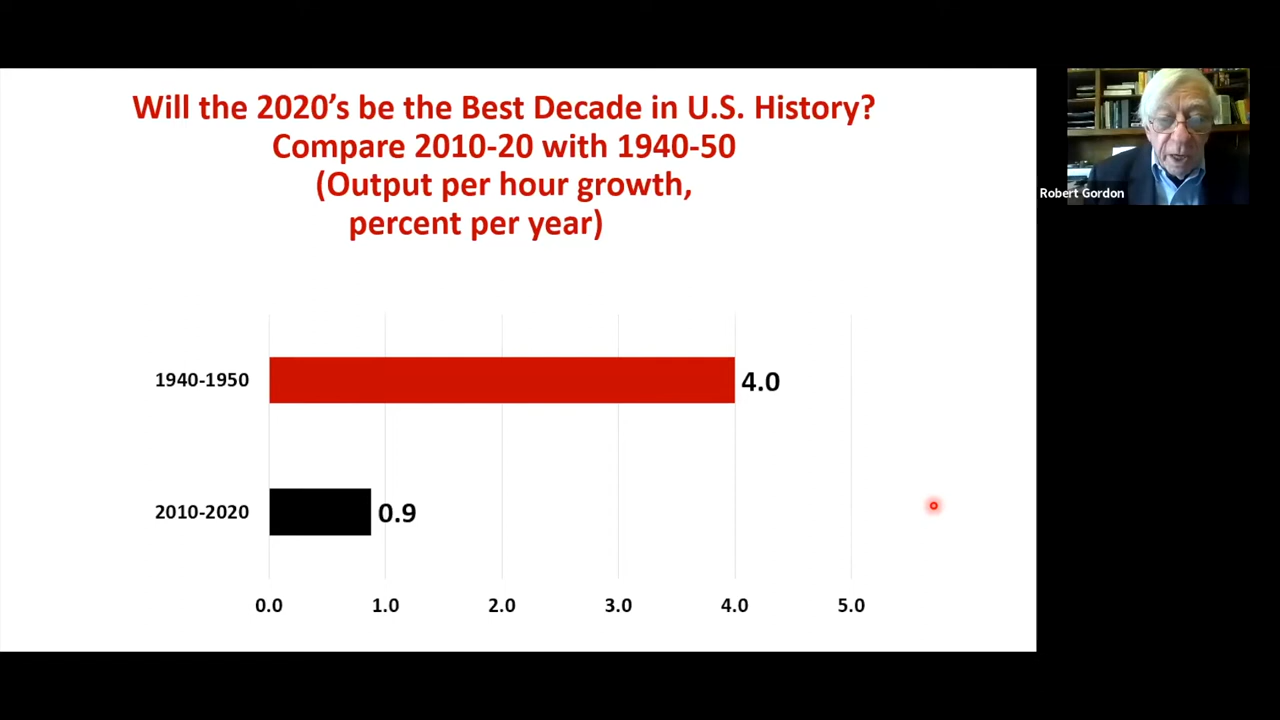 Will the 2020’s be the Best Decade in U.S. History?
Compare 2010-20 with 1940-50
(Output per hour growth,
percent per year)
Robert Gordon
1940-1950
4.0
2010-2020
0.9
0.0 1.0 2.0 3.0 4.0 5.0